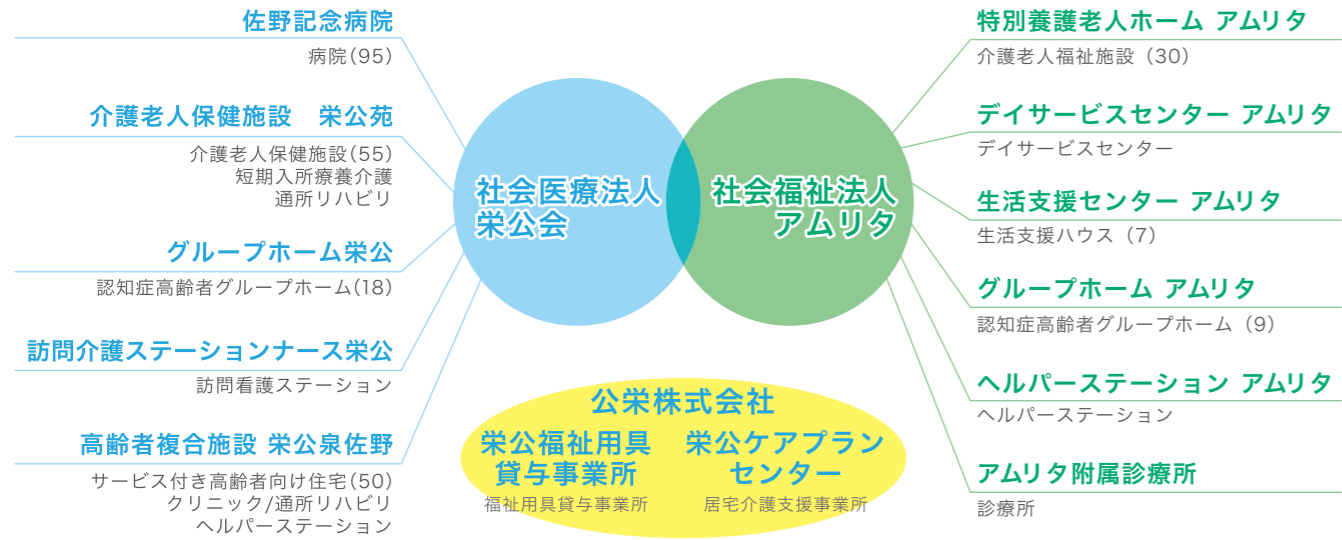 佐野記念病院
病院(95)
介護老人保健施設　栄公苑
介護老人保健施設(55)
短期入所療養介護
通所リハビリ
グループホーム栄公
認知症高齢者グループホーム(18)
訪問介護ステーションナース栄公
訪問看護ステーション
高齢者複合施設 栄公泉佐野
サービス付き高齢者向け住宅(50)
クリニック/通所リハビリ
ヘルパーステーション
社会医療法人
栄公会
社会福祉法人
アムリタ
公栄株式会社
栄公福祉用具
貸与事業所
福祉用具貸与事業所
栄公ケアプラン
センター
居宅介護支援事業所
特別養護老人ホーム アムリタ
介護老人福祉施設（30）
デイサービスセンター アムリタ
デイサービスセンター
生活支援センター アムリタ
生活支援ハウス（7）
グループホーム アムリタ
認知症高齢者グループホーム（9）
ヘルパーステーション アムリタ
ヘルパーステーション
アムリタ附属診療所
診療所